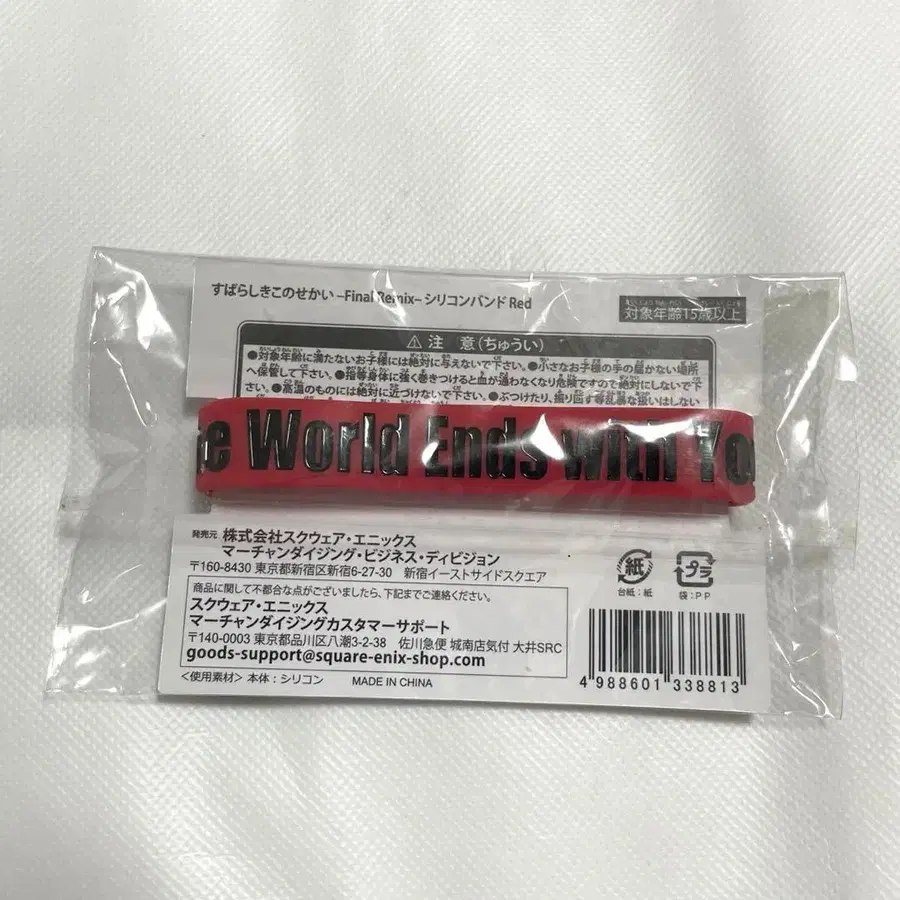 すばらしきこのせかい –Final Remix– シリコンバンド Red
対象年齢15歳以上
⚠ 注 意 (ちゅうい)
●対象年齢に満たないお子様には絶対に与えないで下さい。●小さなお子様の手の届かない場所
へ保管して下さい。●指等身体に強く巻きつけると血が通わなくなり危険ですので絶対にしないで下
さい。●高温のものには絶対に近づけないで下さい。●ぶつけたり、振り回す等乱暴な扱いはしない
e World Ends with Yo
発売元 株式会社スクウェア・エニックス
マーチャンダイジング・ビジネス・ディビジョン
〒160-8430 東京都新宿区新宿6-27-30 新宿イーストサイドスクエア
商品に関して不都合な点がございましたら、下記までご連絡ください。
スクウェア・エニックス
マーチャンダイジングカスタマーサポート
〒140-0003 東京都品川区八潮3-2-38 佐川急便 城南店気付 大井SRC
goods-support@square-enix-shop.com
＜使用素材＞本体：シリコン MADE IN CHINA
紙
台紙：紙
プラ
袋：PP
4 988601 338813